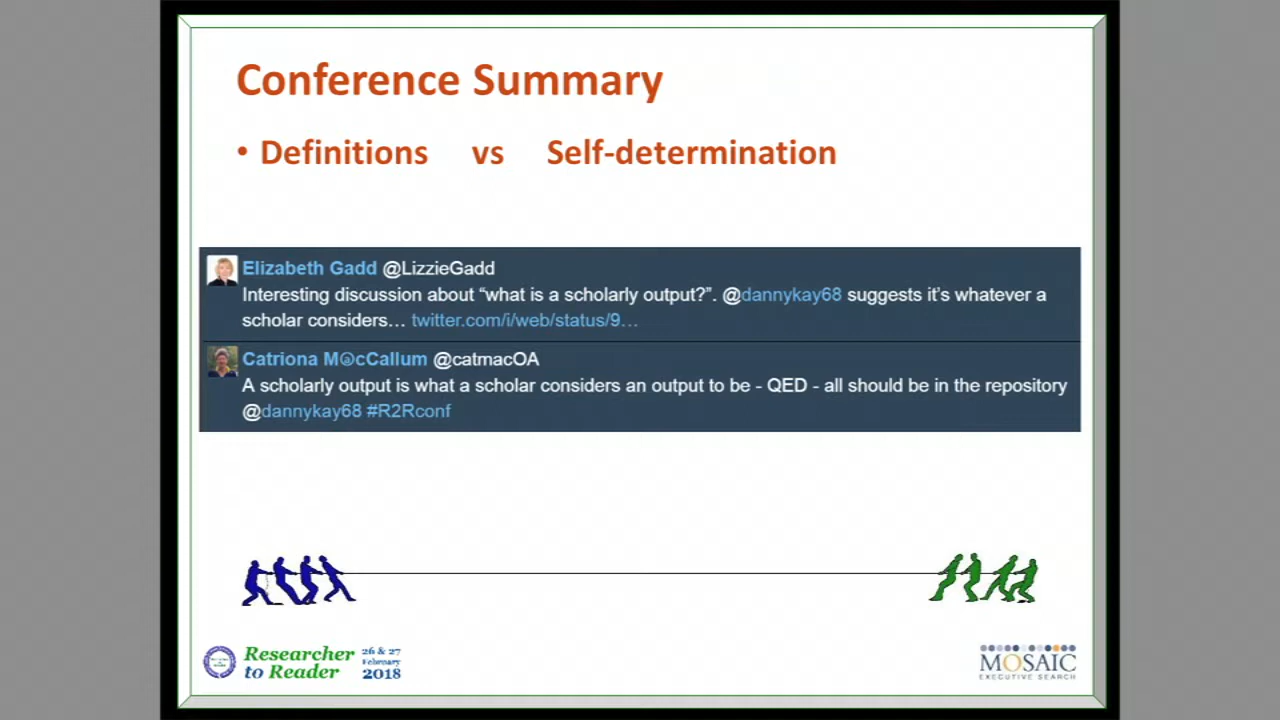 Conference Summary
• Definitions vs Self-determination
Elizabeth Gadd @LizzieGadd
Interesting discussion about “what is a scholarly output?”. @dannykay68 suggests it’s whatever a
scholar considers… twitter.com/i/web/status/9…
Catriona M@cCallum @catmacOA
A scholarly output is what a scholar considers an output to be - QED - all should be in the repository
@dannykay68 #R2Rconf
Researcher
to Reader
26 & 27
February
2018
MOSAIC
EXECUTIVE SEARCH